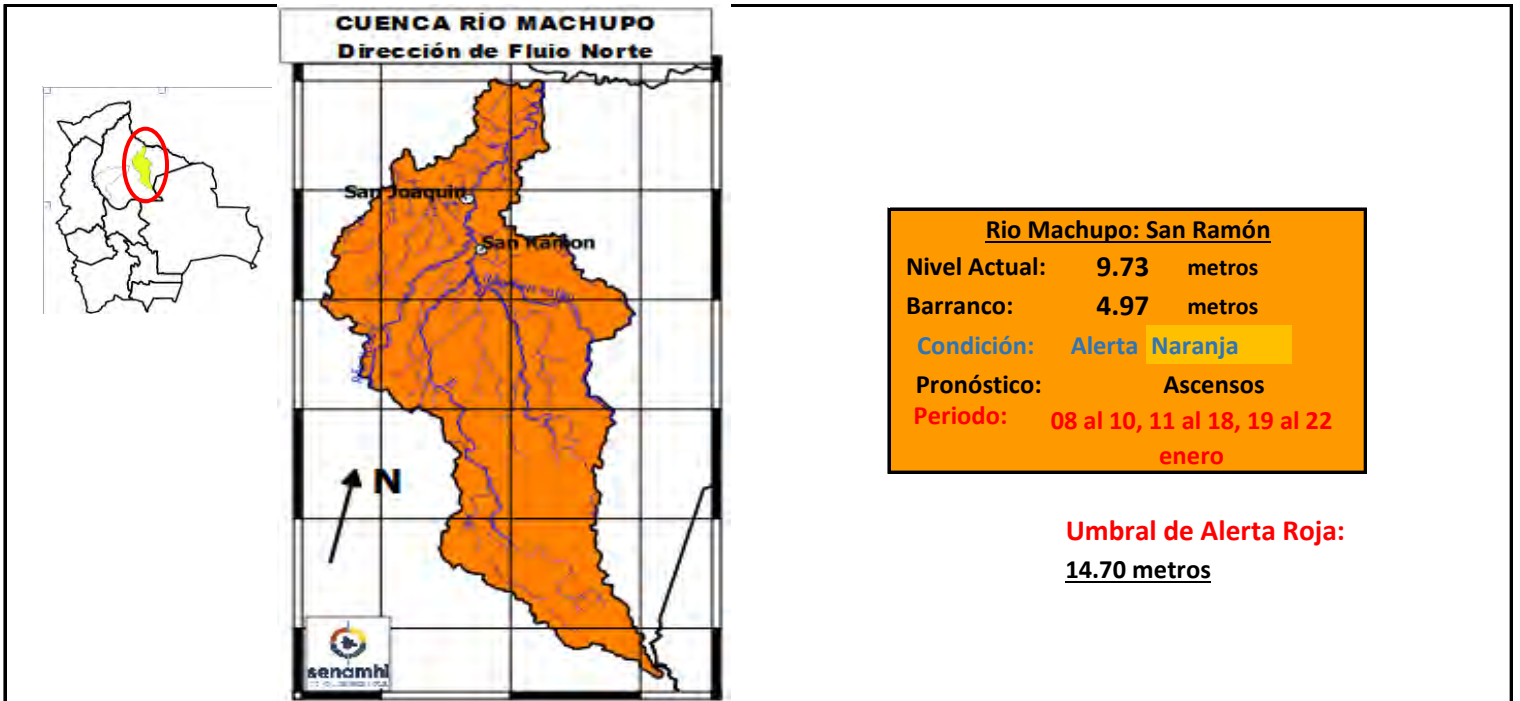 CUENCA RÍO MACHUPO
Dirección de Flujo Norte
San Joaquin
San Ramon
N
senamhi
Rio Machupo: San Ramón
Nivel Actual: 9.73 metros
Barranco: 4.97 metros
Condición: Alerta Naranja
Pronóstico: Ascensos
Periodo: 08 al 10, 11 al 18, 19 al 22
enero
Umbral de Alerta Roja:
14.70 metros